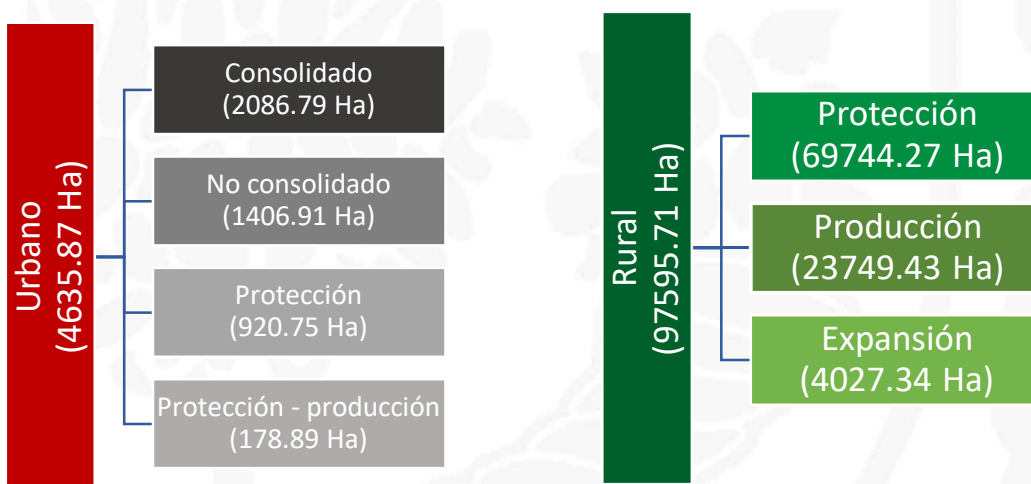 Urbano
(4635.87 Ha)
Consolidado
(2086.79 Ha)
No consolidado
(1406.91 Ha)
Protección
(920.75 Ha)
Protección - producción
(178.89 Ha)
Rural
(97595.71 Ha)
Protección
(69744.27 Ha)
Producción
(23749.43 Ha)
Expansión
(4027.34 Ha)